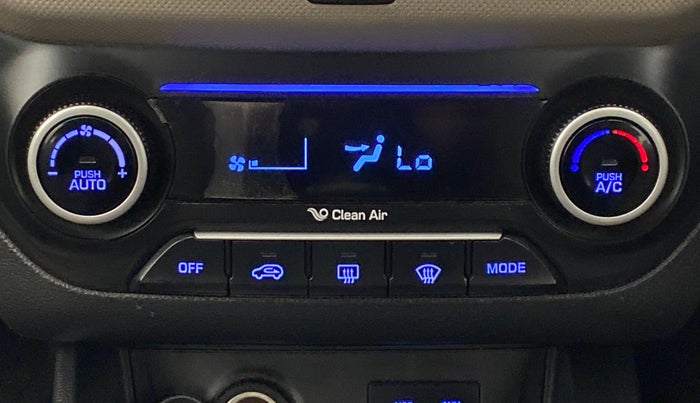 Lo
PUSH
AUTO
- +
PUSH
A/C
Clean Air
OFF
MODE